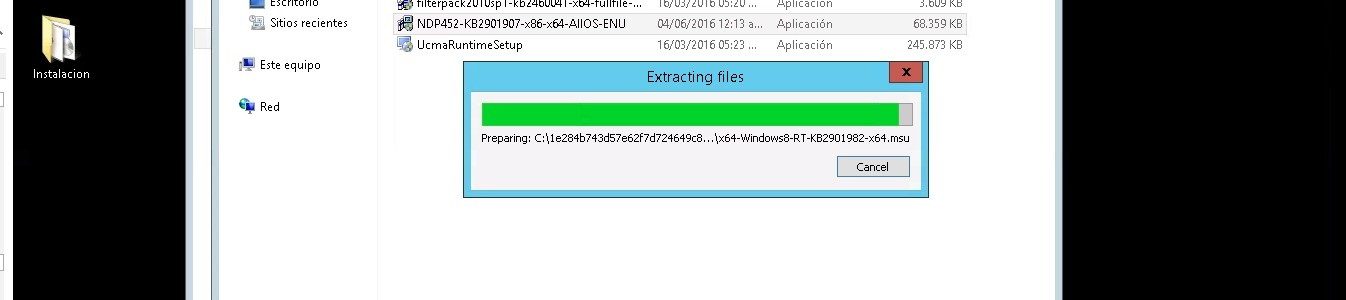 Escritorio
filterpack2010sp1-kb2460041-x64-fullfile-... 16/03/2016 05:20 ... Aplicación 3.609 KB
Sitios recientes
NDP452-KB2901907-x86-x64-AllOS-ENU 04/06/2016 12:13 a... Aplicación 68.359 KB
UcmaRuntimeSetup 16/03/2016 05:23 ... Aplicación 245.873 KB
Este equipo
Instalacion
Red
Extracting files
x
Preparing: C:\1e284b743d57e62f7d724649c8...\x64-Windows8-RT-KB2901982-x64.msu
Cancel